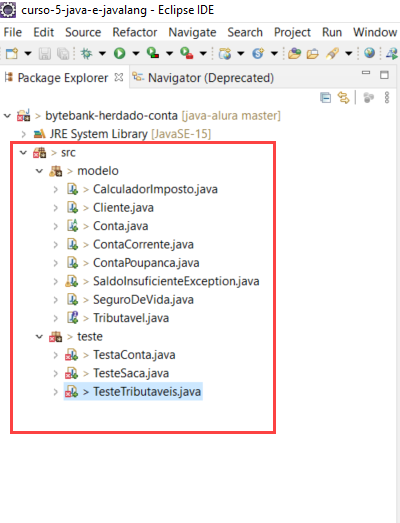 curso-5-java-e-javalang - Eclipse IDE
File Edit Source Refactor Navigate Search Project Run Window
Package Explorer Navigator (Deprecated)
> bytebank-herdado-conta [java-alura master]
JRE System Library [JavaSE-15]
> src
> modelo
> CalculadorImposto.java
> Cliente.java
> Conta.java
> ContaCorrente.java
> ContaPoupanca.java
> SaldoInsuficienteException.java
> SeguroDeVida.java
> Tributavel.java
> teste
> TestaConta.java
> TesteSaca.java
> TesteTributaveis.java